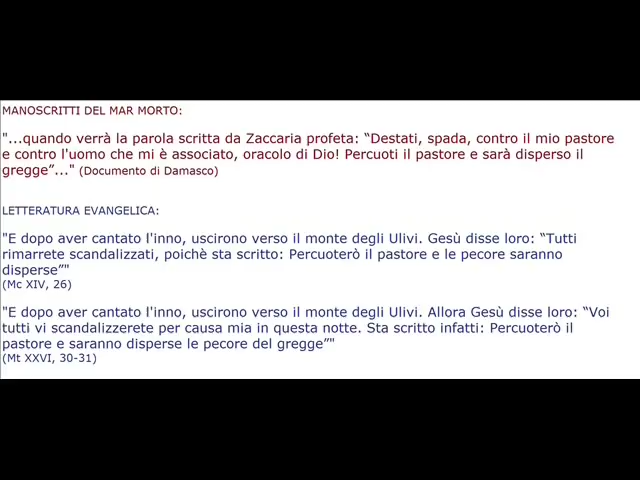 MANOSCRITTI DEL MAR MORTO:
"...quando verrà la parola scritta da Zaccaria profeta: “Destati, spada, contro il mio pastore
e contro l'uomo che mi è associato, oracolo di Dio! Percuoti il pastore e sarà disperso il
gregge”..." (Documento di Damasco)
LETTERATURA EVANGELICA:
"E dopo aver cantato l'inno, uscirono verso il monte degli Ulivi. Gesù disse loro: “Tutti
rimarrete scandalizzati, poichè sta scritto: Percuoterò il pastore e le pecore saranno
disperse”"
(Mc XIV, 26)
"E dopo aver cantato l'inno, uscirono verso il monte degli Ulivi. Allora Gesù disse loro: “Voi
tutti vi scandalizzerete per causa mia in questa notte. Sta scritto infatti: Percuoterò il
pastore e saranno disperse le pecore del gregge”"
(Mt XXVI, 30-31)